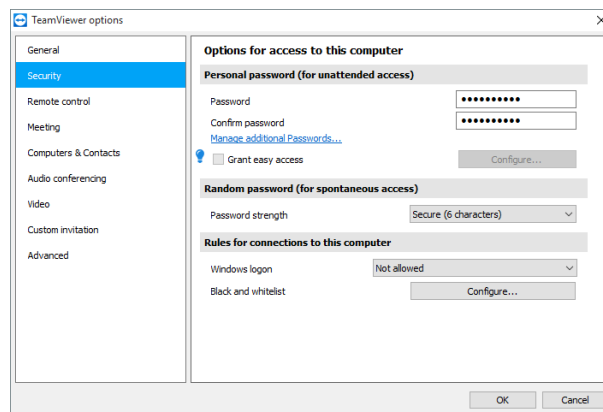 TeamViewer options
General
Security
Remote control
Meeting
Computers & Contacts
Audio conferencing
Video
Custom invitation
Advanced
Options for access to this computer
Personal password (for unattended access)
Password ••••••••••
Confirm password ••••••••••
Manage additional Passwords...
Grant easy access Configure...
Random password (for spontaneous access)
Password strength Secure (6 characters)
Rules for connections to this computer
Windows logon Not allowed
Black and whitelist Configure...
OK Cancel